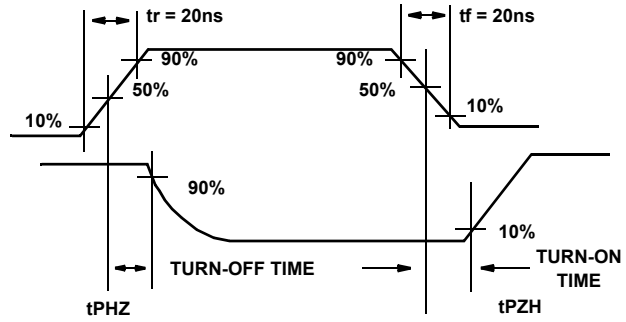 tr = 20ns
tf = 20ns
90%
90%
50%
50%
10%
10%
90%
10%
TURN-OFF TIME
TURN-ON
TIME
tPHZ
tPZH